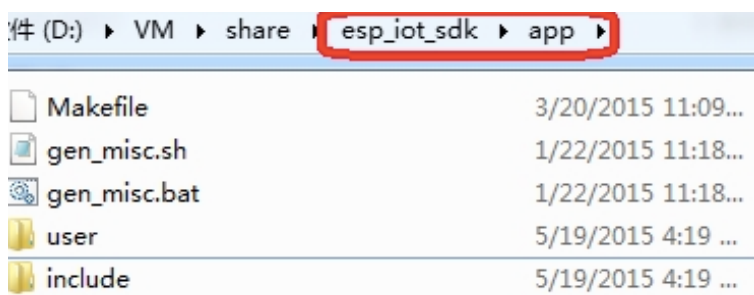 件 (D:) ▸ VM ▸ share ▸ esp_iot_sdk ▸ app ▸
Makefile 3/20/2015 11:09...
gen_misc.sh 1/22/2015 11:18...
gen_misc.bat 1/22/2015 11:18...
user 5/19/2015 4:19 ...
include 5/19/2015 4:19 ...